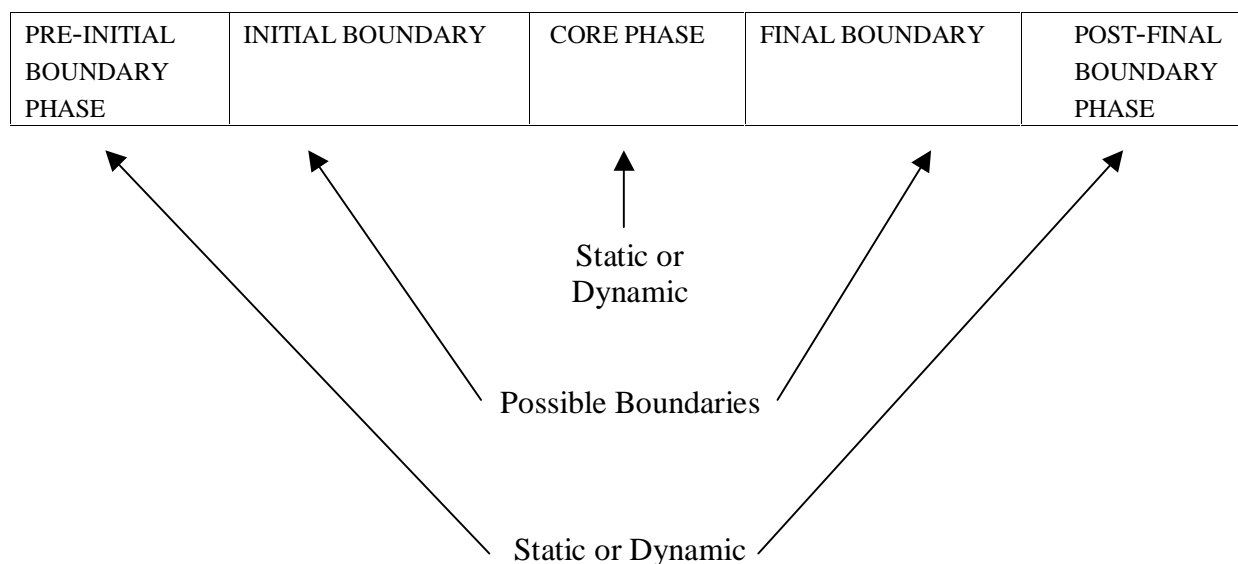 PRE-INITIAL BOUNDARY PHASE
INITIAL BOUNDARY
CORE PHASE
FINAL BOUNDARY
POST-FINAL BOUNDARY PHASE
Static or
Dynamic
Possible Boundaries
Static or Dynamic